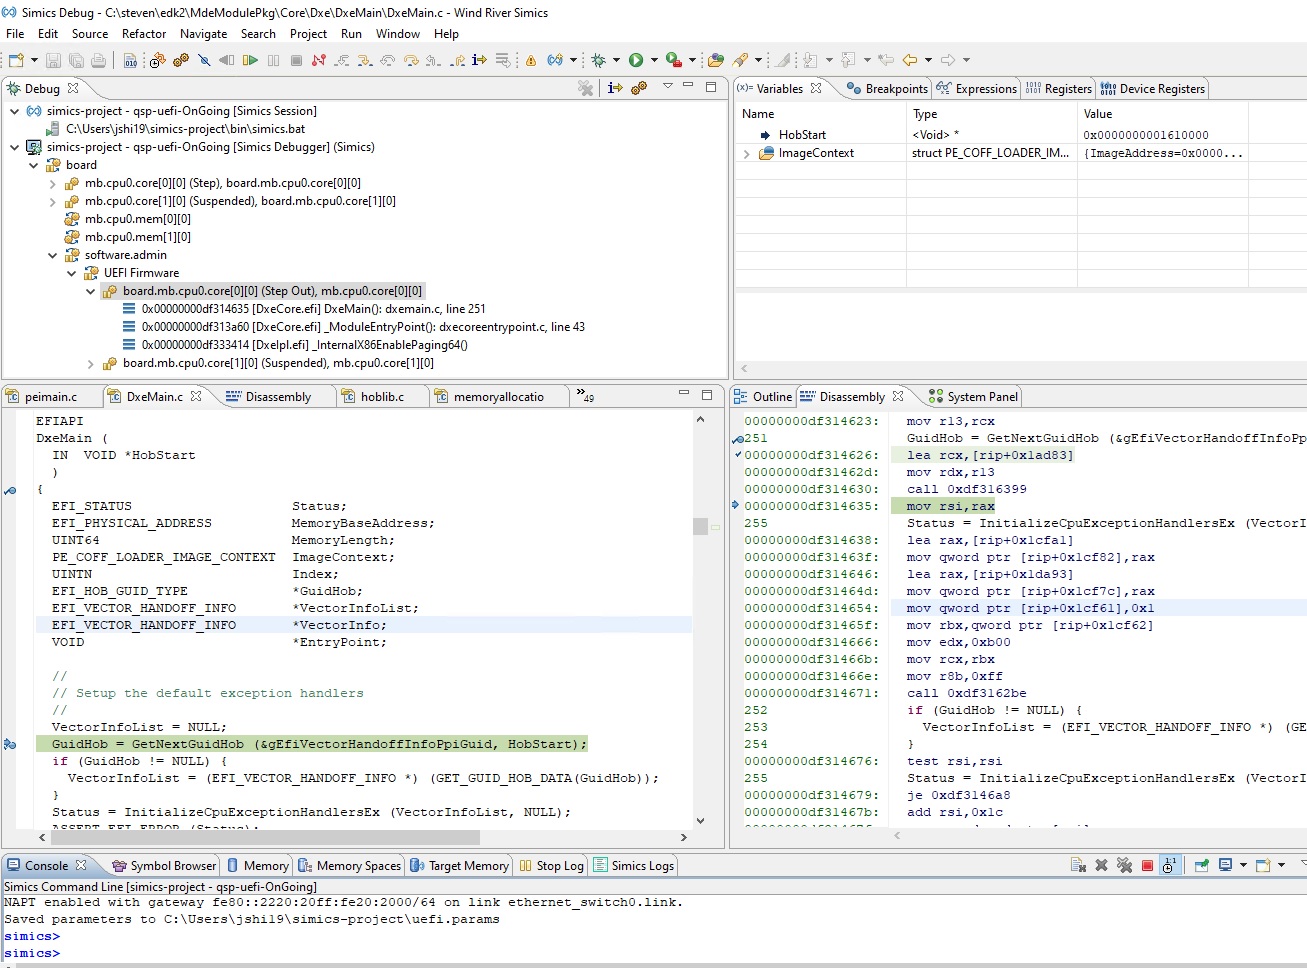 Simics Debug - C:\steven\edk2\MdeModulePkg\Core\Dxe\DxeMain\DxeMain.c - Wind River Simics
File Edit Source Refactor Navigate Search Project Run Window Help
Debug
simics-project - qsp-uefi-OnGoing [Simics Session]
C:\Users\jshi19\simics-project\bin\simics.bat
simics-project - qsp-uefi-OnGoing [Simics Debugger] (Simics)
board
mb.cpu0.core[0][0] (Step), board.mb.cpu0.core[0][0]
mb.cpu0.core[1][0] (Suspended), board.mb.cpu0.core[1][0]
mb.cpu0.mem[0][0]
mb.cpu0.mem[1][0]
software.admin
UEFI Firmware
board.mb.cpu0.core[0][0] (Step Out), mb.cpu0.core[0][0]
0x00000000df314635 [DxeCore.efi] DxeMain(): dxemain.c, line 251
0x00000000df313a60 [DxeCore.efi] _ModuleEntryPoint(): dxecoreentrypoint.c, line 43
0x00000000df333414 [DxeIpl.efi] _InternalX86EnablePaging64()
board.mb.cpu0.core[1][0] (Suspended), mb.cpu0.core[1][0]
(x)= Variables Breakpoints Expressions Registers Device Registers
Name Type Value
HobStart <Void> * 0x0000000001610000
ImageContext struct PE_COFF_LOADER_IM... {ImageAddress=0x0000...
peimain.c DxeMain.c Disassembly hoblib.c memoryallocatio »49
EFIAPI
DxeMain (
IN VOID *HobStart
)
{
EFI_STATUS Status;
EFI_PHYSICAL_ADDRESS MemoryBaseAddress;
UINT64 MemoryLength;
PE_COFF_LOADER_IMAGE_CONTEXT ImageContext;
UINTN Index;
EFI_HOB_GUID_TYPE *GuidHob;
EFI_VECTOR_HANDOFF_INFO *VectorInfoList;
EFI_VECTOR_HANDOFF_INFO *VectorInfo;
VOID *EntryPoint;
//
// Setup the default exception handlers
//
VectorInfoList = NULL;
GuidHob = GetNextGuidHob (&gEfiVectorHandoffInfoPpiGuid, HobStart);
if (GuidHob != NULL) {
VectorInfoList = (EFI_VECTOR_HANDOFF_INFO *) (GET_GUID_HOB_DATA(GuidHob));
}
Status = InitializeCpuExceptionHandlersEx (VectorInfoList, NULL);
ASSERT_EFI_ERROR (Status);
Outline Disassembly System Panel
00000000df314623: mov r13,rcx
251 GuidHob = GetNextGuidHob (&gEfiVectorHandoffInfoPp
00000000df314626: lea rcx,[rip+0x1ad83]
00000000df31462d: mov rdx,r13
00000000df314630: call 0xdf316399
00000000df314635: mov rsi,rax
255 Status = InitializeCpuExceptionHandlersEx (VectorI
00000000df314638: lea rax,[rip+0x1cfa1]
00000000df31463f: mov qword ptr [rip+0x1cf82],rax
00000000df314646: lea rax,[rip+0x1da93]
00000000df31464d: mov qword ptr [rip+0x1cf7c],rax
00000000df314654: mov qword ptr [rip+0x1cf61],0x1
00000000df31465f: mov rbx,qword ptr [rip+0x1cf62]
00000000df314666: mov edx,0xb00
00000000df31466b: mov rcx,rbx
00000000df31466e: mov r8b,0xff
00000000df314671: call 0xdf3162be
252 if (GuidHob != NULL) {
253 VectorInfoList = (EFI_VECTOR_HANDOFF_INFO *) (GE
254 }
00000000df314676: test rsi,rsi
255 Status = InitializeCpuExceptionHandlersEx (VectorI
00000000df314679: je 0xdf3146a8
00000000df31467b: add rsi,0x1c
Console Symbol Browser Memory Memory Spaces Target Memory Stop Log Simics Logs
Simics Command Line [simics-project - qsp-uefi-OnGoing]
NAPT enabled with gateway fe80::2220:20ff:fe20:2000/64 on link ethernet_switch0.link.
Saved parameters to C:\Users\jshi19\simics-project\uefi.params
simics>
simics>